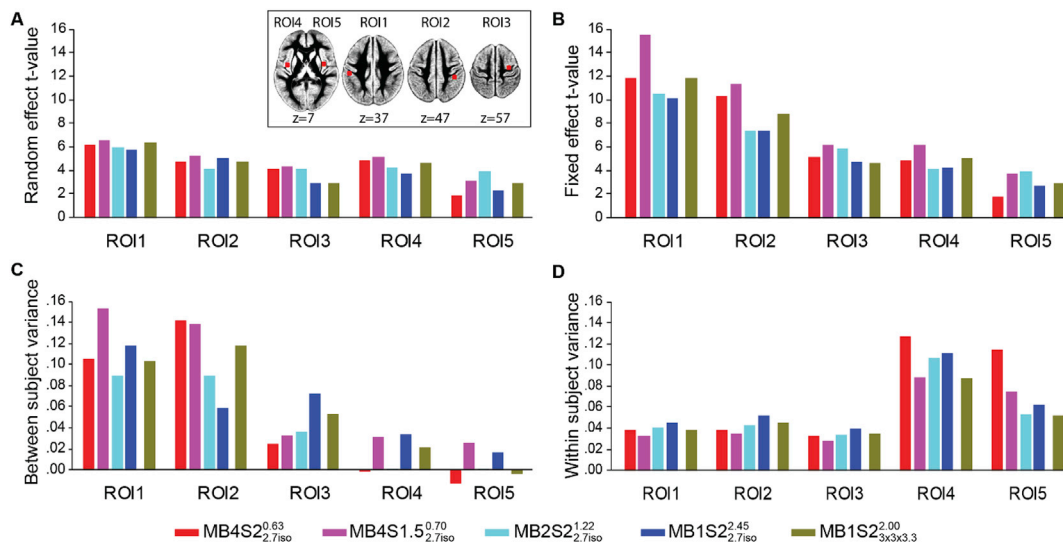 A
B
ROI4 ROI5 ROI1 ROI2 ROI3
z=7 z=37 z=47 z=57
Random effect t-value
16
14
12
10
8
6
4
2
0
ROI1 ROI2 ROI3 ROI4 ROI5
Fixed effect t-value
16
14
12
10
8
6
4
2
0
ROI1 ROI2 ROI3 ROI4 ROI5
C
D
Between subject variance
.16
.14
.12
.10
.08
.06
.04
.02
.00
ROI1 ROI2 ROI3 ROI4 ROI5
Within subject variance
.16
.14
.12
.10
.08
.06
.04
.02
.00
ROI1 ROI2 ROI3 ROI4 ROI5
MB4S2 0.63 2.7iso MB4S1.5 0.70 2.7iso MB2S2 1.22 2.7iso MB1S2 2.45 2.7iso MB1S2 2.00 3x3x3.3